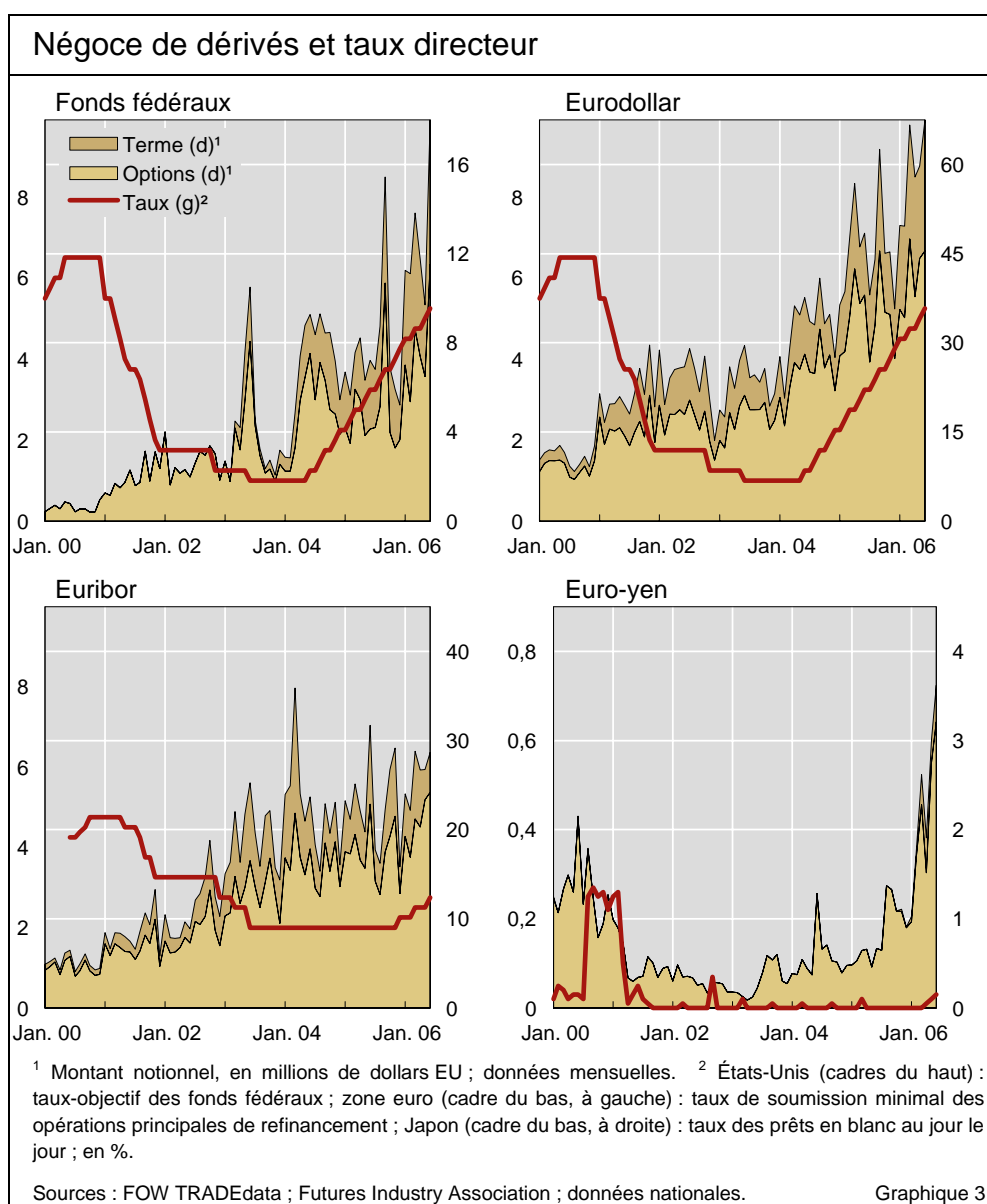 Négoce de dérivés et taux directeur
Fonds fédéraux
Terme (d)¹
Options (d)¹
Taux (g)²
8
6
4
2
0
16
12
8
4
0
Jan. 00 Jan. 02 Jan. 04 Jan. 06
Eurodollar
8
6
4
2
0
60
45
30
15
0
Jan. 00 Jan. 02 Jan. 04 Jan. 06
Euribor
8
6
4
2
0
40
30
20
10
0
Jan. 00 Jan. 02 Jan. 04 Jan. 06
Euro-yen
0,8
0,6
0,4
0,2
0
4
3
2
1
0
Jan. 00 Jan. 02 Jan. 04 Jan. 06
¹ Montant notionnel, en millions de dollars EU ; données mensuelles. ² États-Unis (cadres du haut) :
taux-objectif des fonds fédéraux ; zone euro (cadre du bas, à gauche) : taux de soumission minimal des
opérations principales de refinancement ; Japon (cadre du bas, à droite) : taux des prêts en blanc au jour le
jour ; en %.
Sources : FOW TRADEdata ; Futures Industry Association ; données nationales. Graphique 3